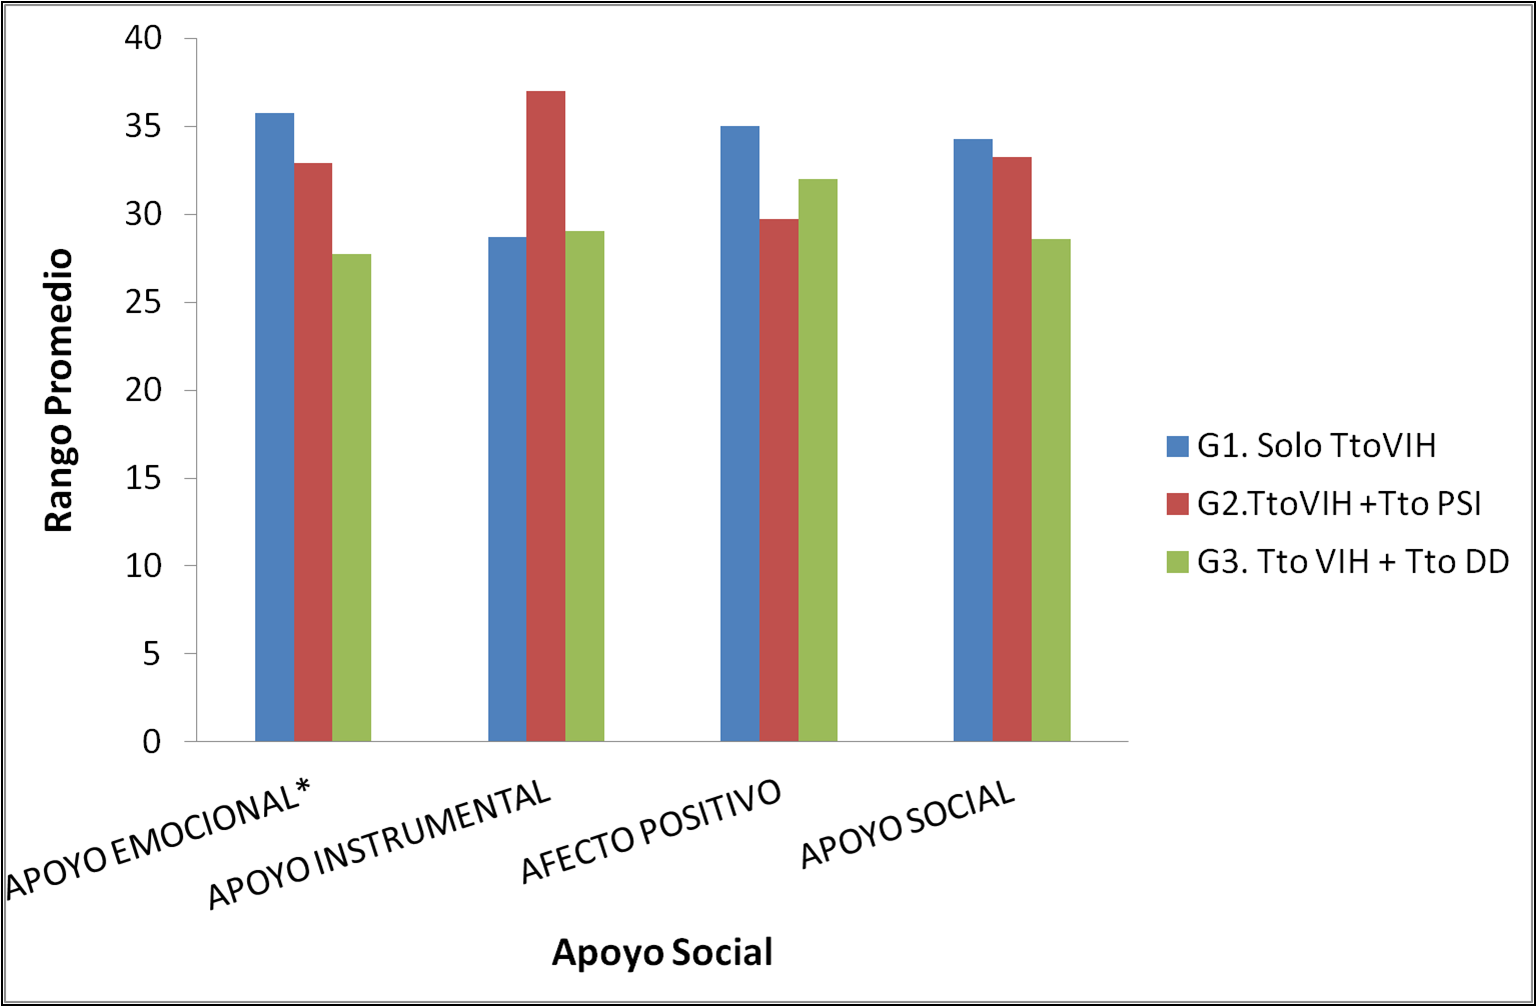 40
35
30
25
20
15
10
5
0
Rango Promedio
APOYO EMOCIONAL*
APOYO INSTRUMENTAL
AFECTO POSITIVO
APOYO SOCIAL
Apoyo Social
G1. Solo TtoVIH
G2.TtoVIH +Tto PSI
G3. Tto VIH + Tto DD